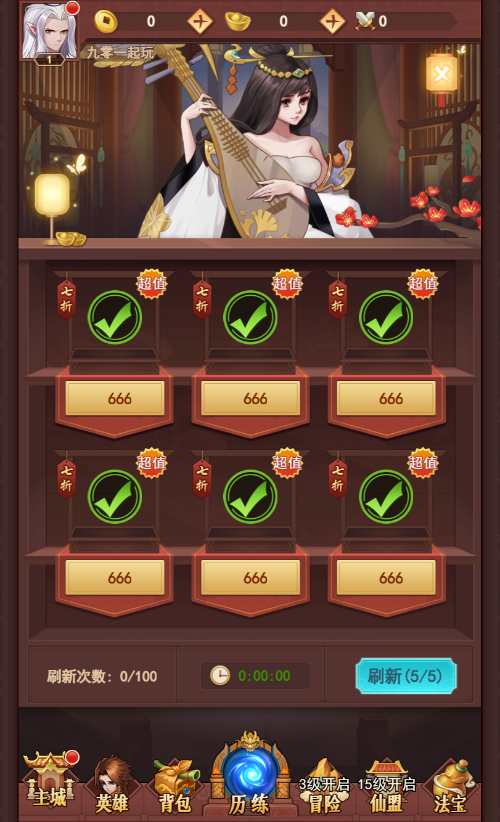 0
0
0
1
九零一起玩
七折
超值
七折
超值
七折
超值
666
666
666
七折
超值
七折
超值
七折
超值
666
666
666
刷新次数：0/100
0:00:00
刷新(5/5)
3级开启
15级开启
主城
英雄
背包
历练
冒险
仙盟
法宝